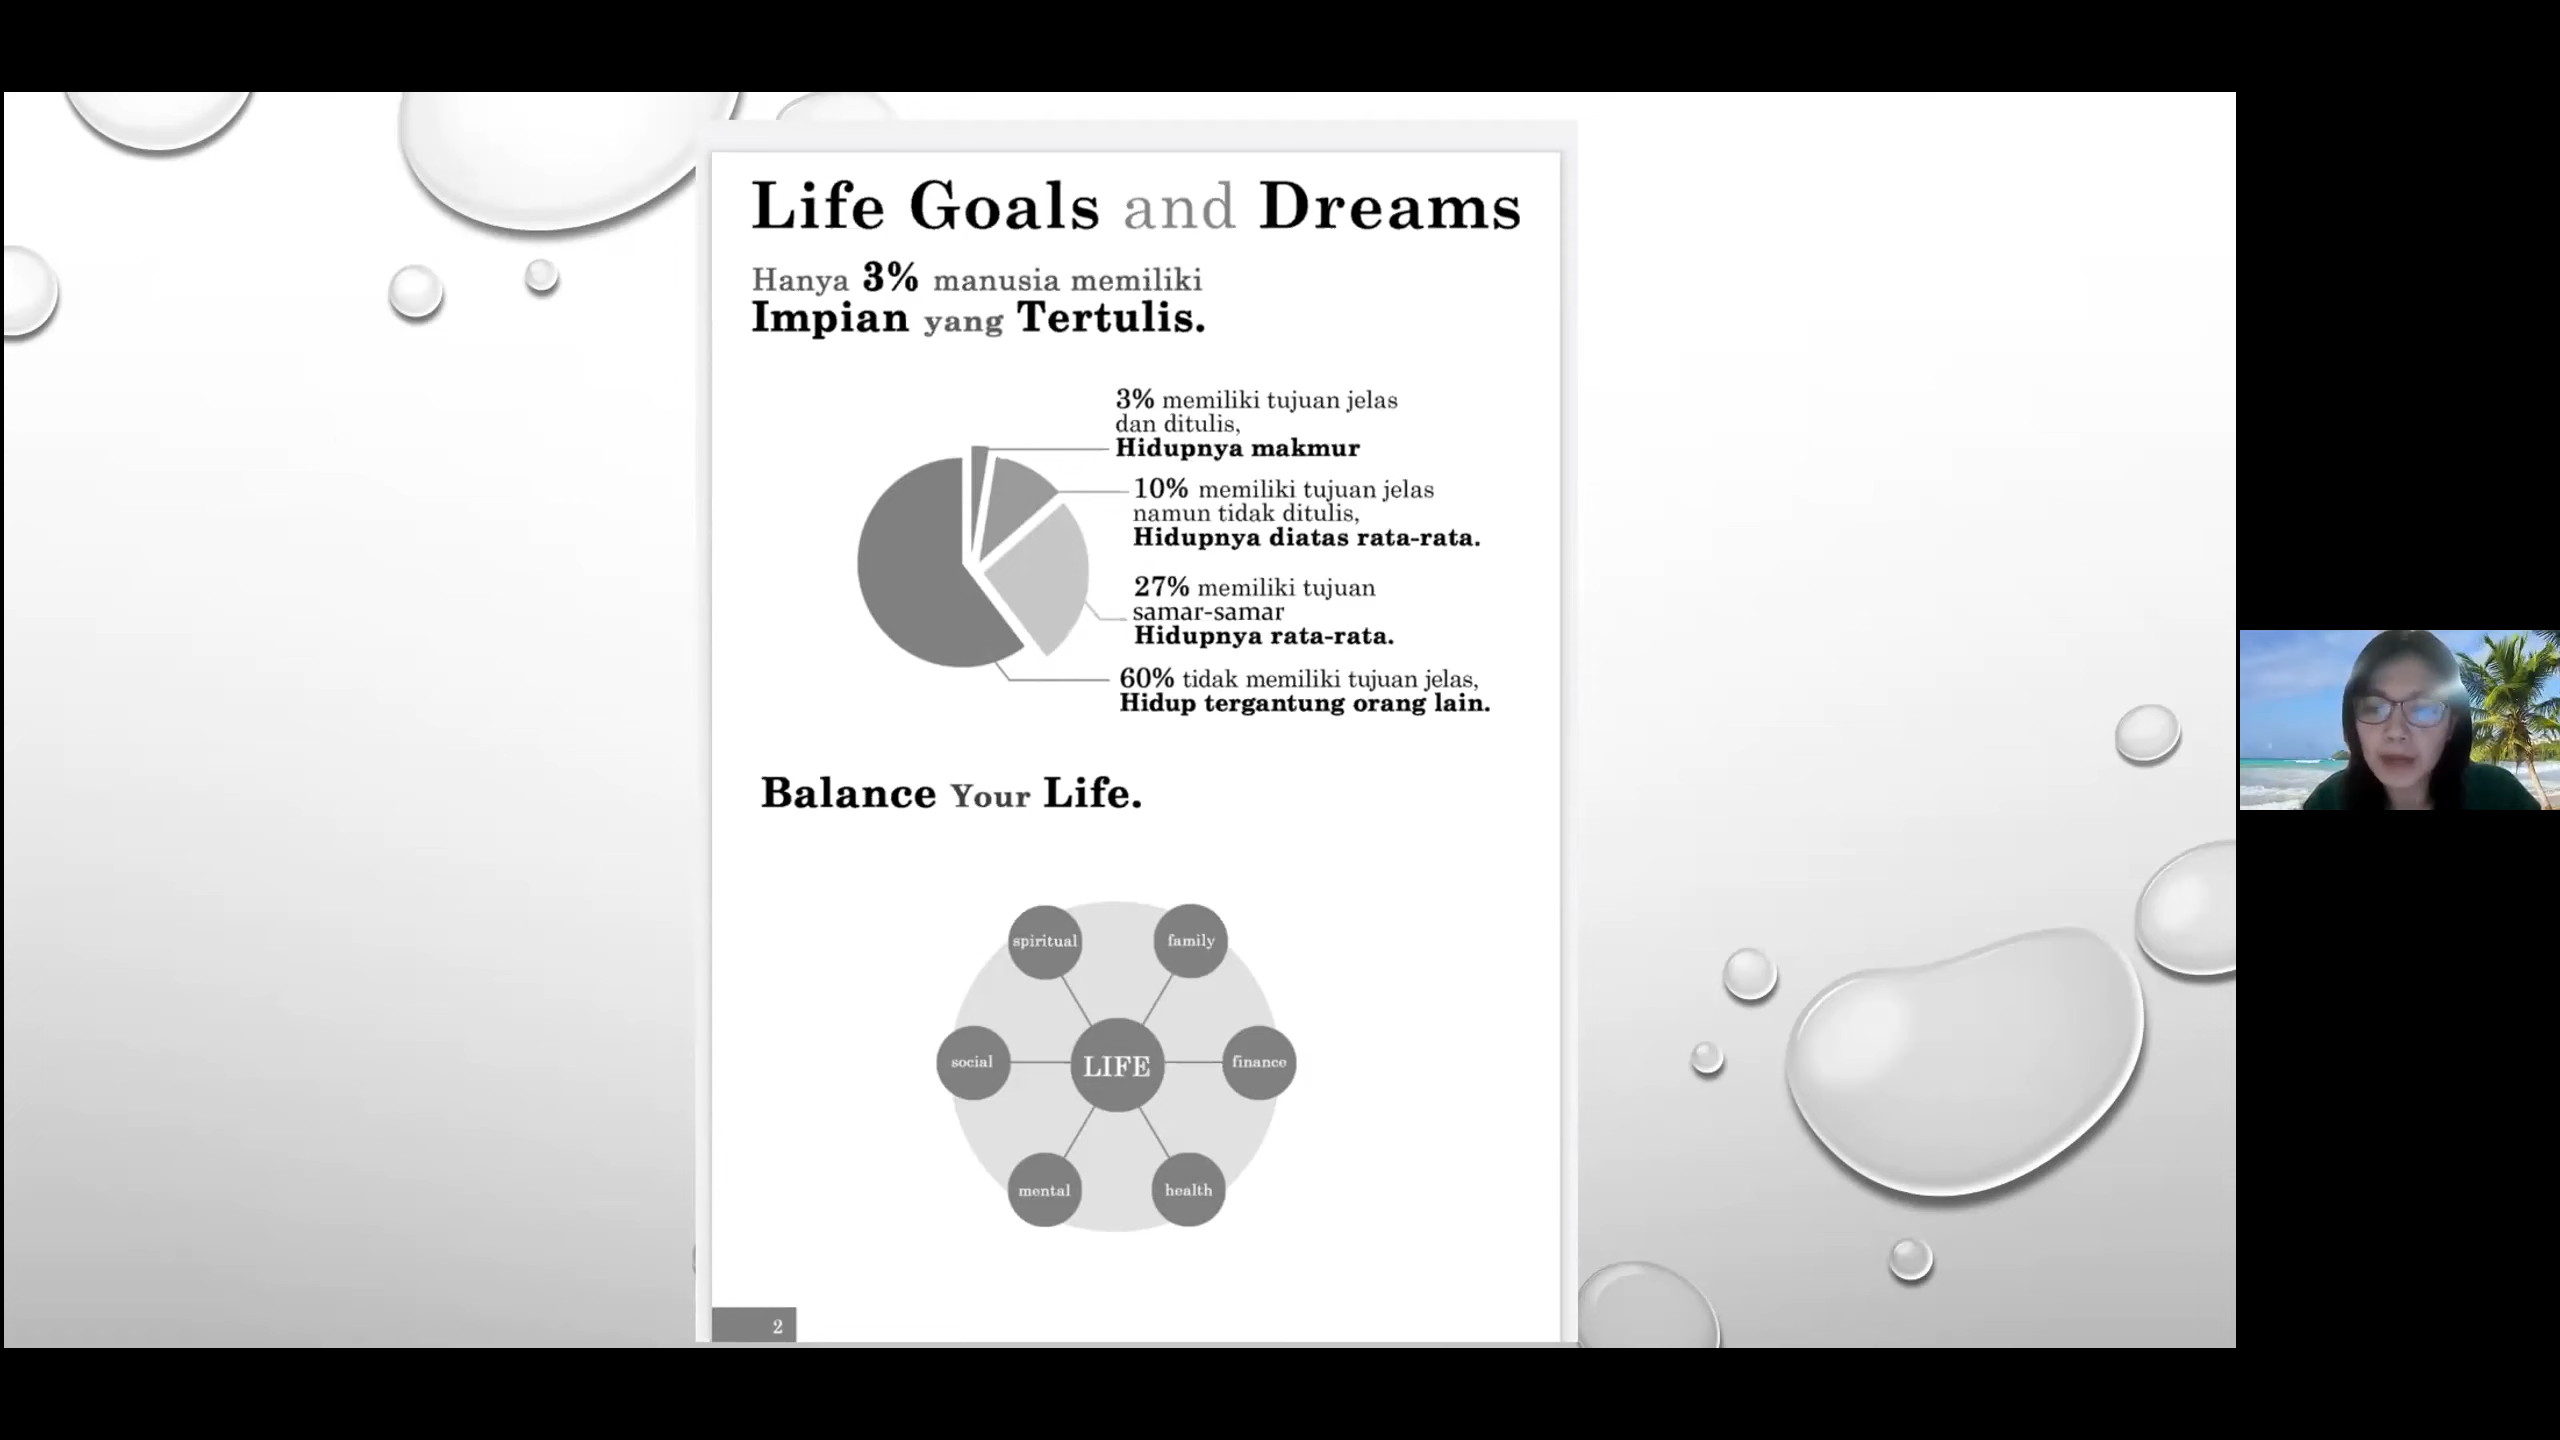 Life Goals and Dreams
Hanya 3% manusia memiliki
Impian yang Tertulis.
3% memiliki tujuan jelas
dan ditulis,
Hidupnya makmur
10% memiliki tujuan jelas
namun tidak ditulis,
Hidupnya diatas rata-rata.
27% memiliki tujuan
samar-samar
Hidupnya rata-rata.
60% tidak memiliki tujuan jelas,
Hidup tergantung orang lain.
Balance Your Life.
spiritual
family
social
LIFE
finance
mental
health
2